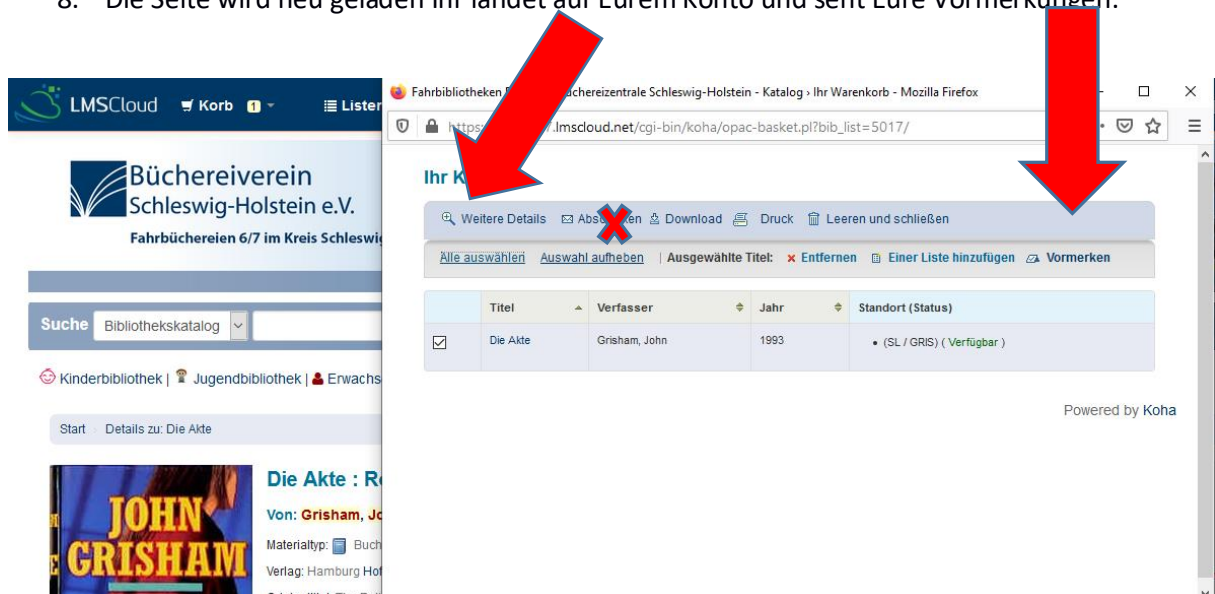 8. Die Seite wird neu geladen Ihr landet auf Eurem Konto und seht Eure Vormerkungen.
LMSCloud Korb 1 Listen
Büchereiverein
Schleswig-Holstein e.V.
Fahrbüchereien 6/7 im Kreis
Suche Bibliothekskatalog
Kinderbibliothek | Jugendbibliothek |
Start Details zu: Die Akte
JOHN
GRISHAM
Die Akte :
Von: Grisham,
Materialtyp: Buch
Verlag: Hamburg
Fahrbibliotheken Schleswig-Holstein - Katalog › Ihr Warenkorb - Mozilla Firefox
.lmscloud.net/cgi-bin/koha/opac-basket.pl?bib_list=5017/
Ihr
Weitere Details Download Druck Leeren und schließen
Alle auswählen Auswahl aufheben | Ausgewählte Titel: Entfernen Einer Liste hinzufügen Vormerken
Titel Verfasser Jahr Standort (Status)
Die Akte Grisham, John 1993 • (SL / GRIS) ( Verfügbar )
Powered by Koha